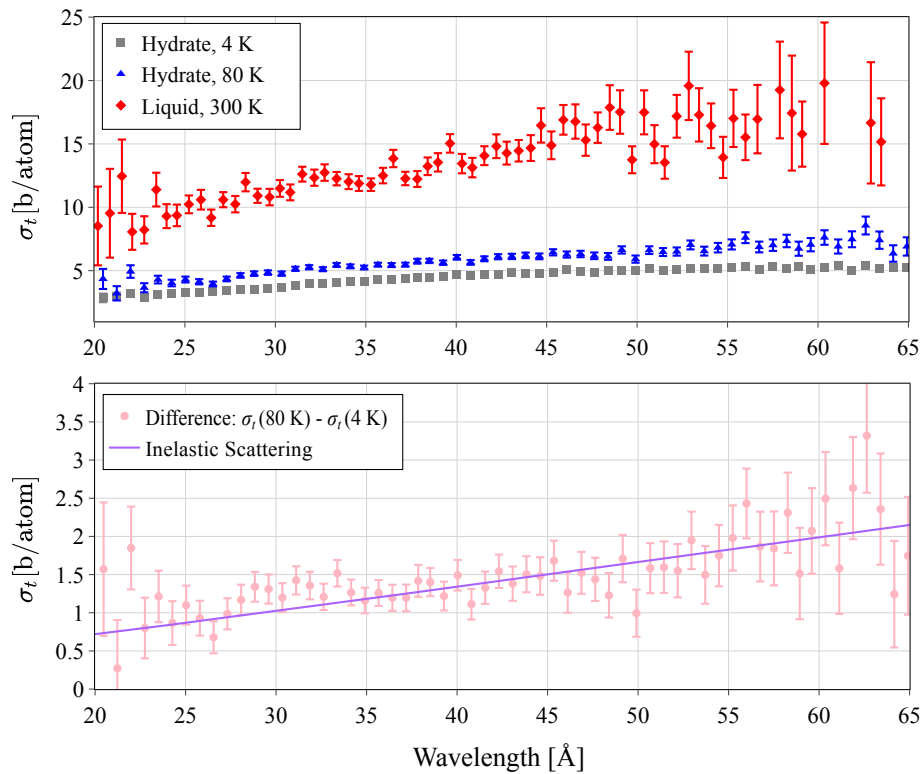 25
20
15
10
5
σt [b/atom]
Hydrate, 4 K
Hydrate, 80 K
Liquid, 300 K
20 25 30 35 40 45 50 55 60 65
4
3.5
3
2.5
2
1.5
1
0.5
0
σt [b/atom]
Difference: σt (80 K) - σt (4 K)
Inelastic Scattering
20 25 30 35 40 45 50 55 60 65
Wavelength [Å]